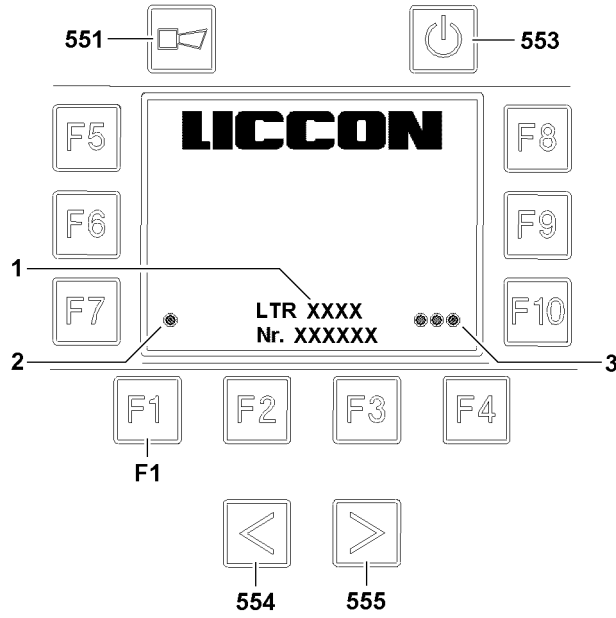 551
553
LICCON
F5
F8
F6
F9
1
F7
LTR XXXX
F10
Nr. XXXXXX
2
3
F1
F2
F3
F4
F1
<
>
554
555